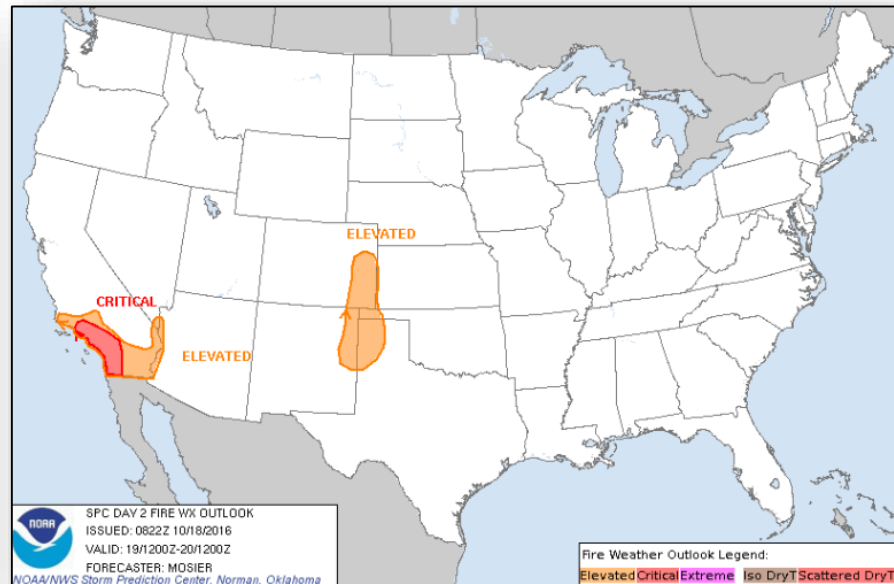 ELEVATED
CRITICAL
ELEVATED
NOAA
SPC DAY 2 FIRE WX OUTLOOK
ISSUED: 0822Z 10/18/2016
VALID: 19/1200Z-20/1200Z
FORECASTER: MOSIER
NOAA/NWS Storm Prediction Center, Norman, Oklahoma
Fire Weather Outlook Legend:
Elevated Critical Extreme Iso DryT Scattered DryT